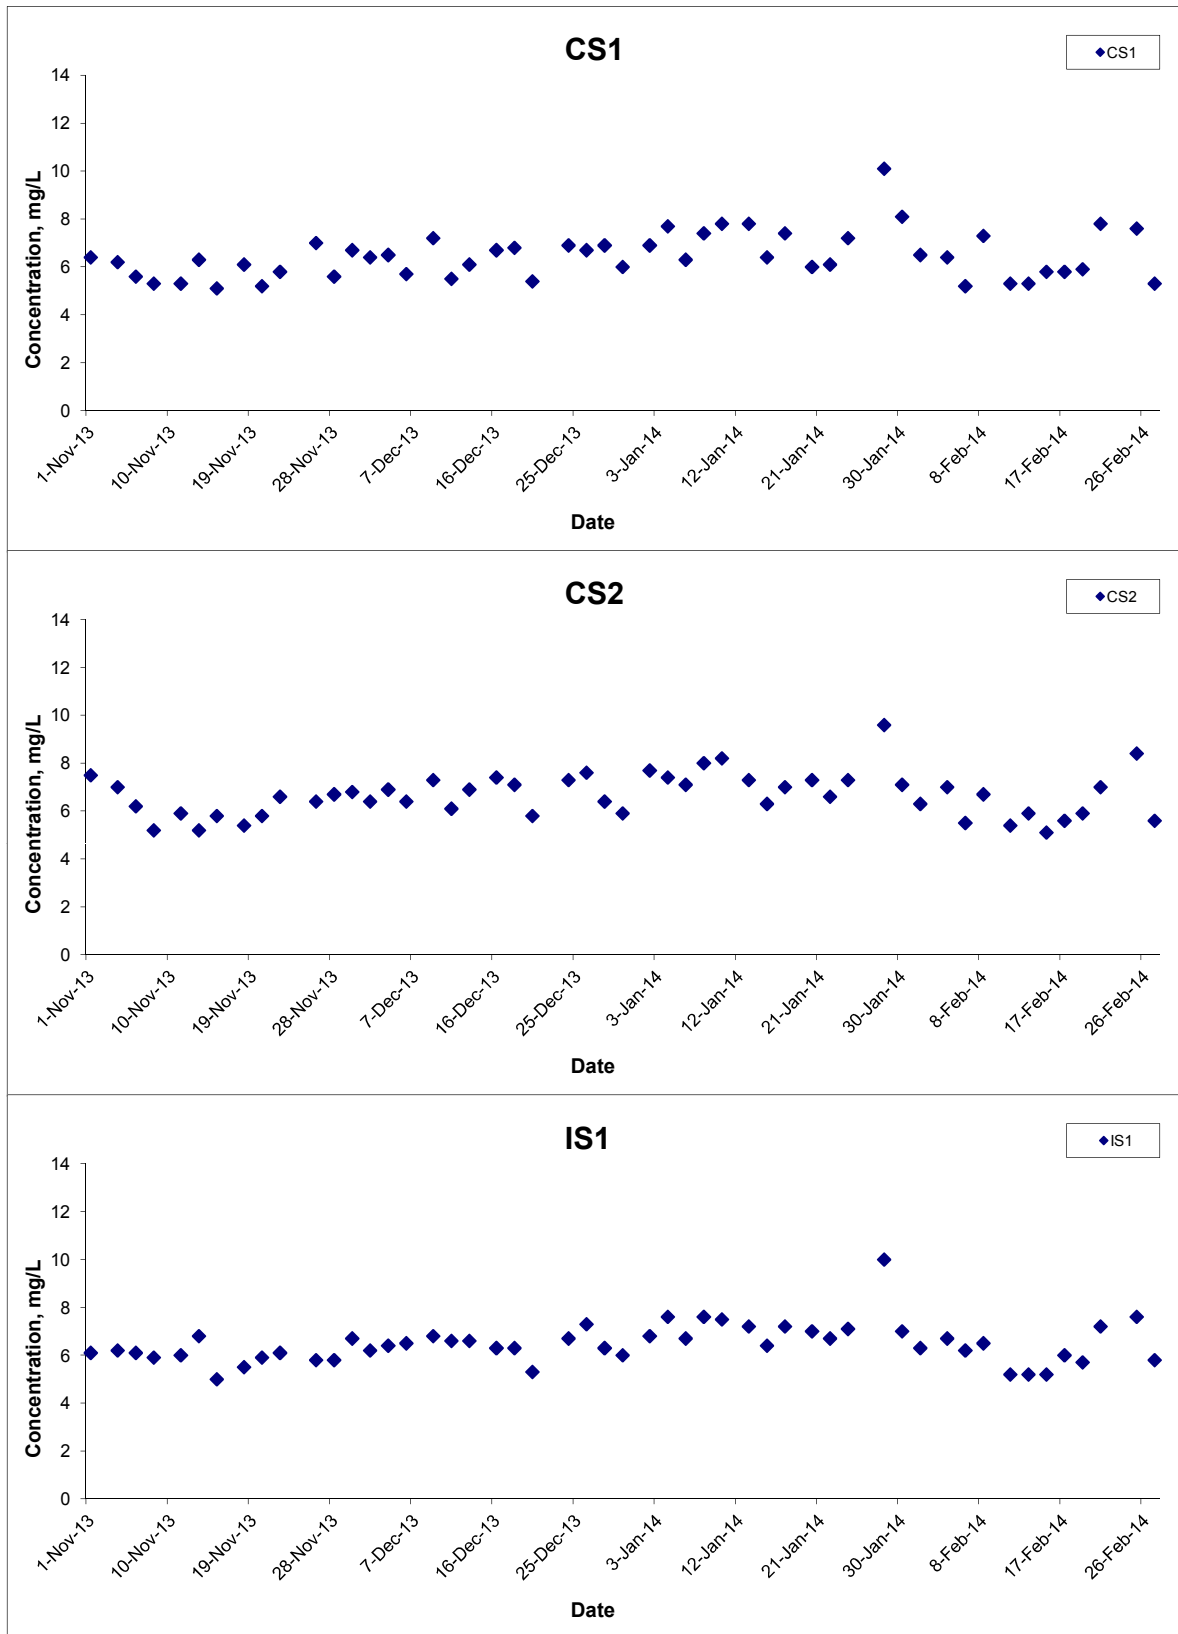 CS1
CS1
14
12
10
8
6
4
2
0
Concentration, mg/L
1-Nov-13
10-Nov-13
19-Nov-13
28-Nov-13
7-Dec-13
16-Dec-13
25-Dec-13
3-Jan-14
12-Jan-14
21-Jan-14
30-Jan-14
8-Feb-14
17-Feb-14
26-Feb-14
Date
CS2
CS2
14
12
10
8
6
4
2
0
Concentration, mg/L
1-Nov-13
10-Nov-13
19-Nov-13
28-Nov-13
7-Dec-13
16-Dec-13
25-Dec-13
3-Jan-14
12-Jan-14
21-Jan-14
30-Jan-14
8-Feb-14
17-Feb-14
26-Feb-14
Date
IS1
IS1
14
12
10
8
6
4
2
0
Concentration, mg/L
1-Nov-13
10-Nov-13
19-Nov-13
28-Nov-13
7-Dec-13
16-Dec-13
25-Dec-13
3-Jan-14
12-Jan-14
21-Jan-14
30-Jan-14
8-Feb-14
17-Feb-14
26-Feb-14
Date